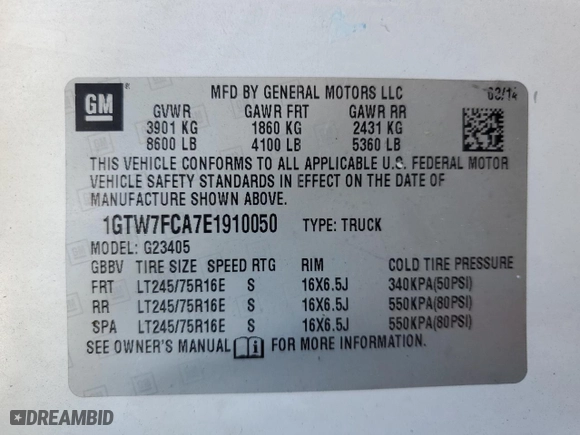 GM
MFD BY GENERAL MOTORS LLC 03/14
GVWR GAWR FRT GAWR RR
3901 KG 1860 KG 2431 KG
8600 LB 4100 LB 5360 LB
THIS VEHICLE CONFORMS TO ALL APPLICABLE U.S. FEDERAL MOTOR
VEHICLE SAFETY STANDARDS IN EFFECT ON THE DATE OF
MANUFACTURE SHOWN ABOVE.
1GTW7FCA7E1910050 TYPE: TRUCK
MODEL: G23405
GBBV TIRE SIZE SPEED RTG RIM COLD TIRE PRESSURE
FRT LT245/75R16E S 16X6.5J 340KPA(50PSI)
RR LT245/75R16E S 16X6.5J 550KPA(80PSI)
SPA LT245/75R16E S 16X6.5J 550KPA(80PSI)
SEE OWNER'S MANUAL FOR MORE INFORMATION.
DREAMBID